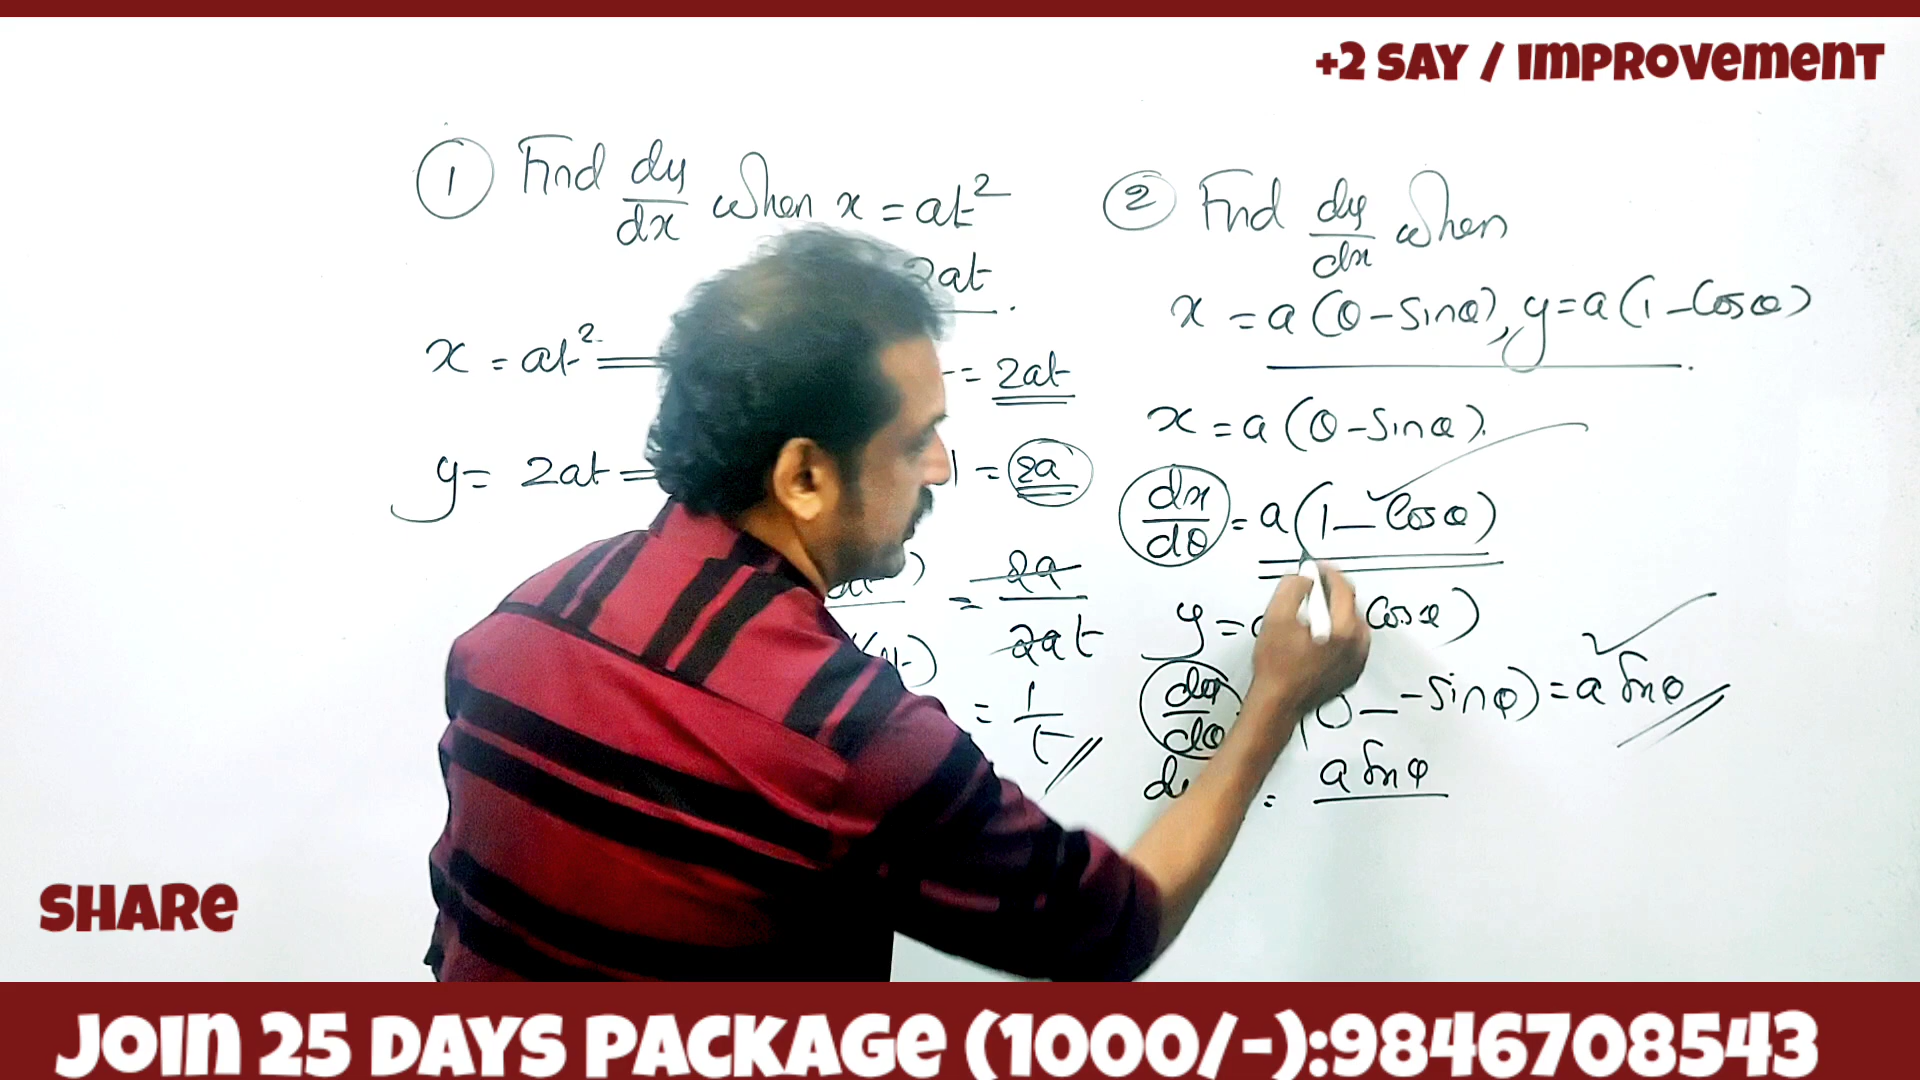 +2 SAY / IMPROVEMENT
① Find dy/dx when x = at²
2at
x = at²
= 2at
y = 2at =
1 = 2a
= 2a/2at
= 1/t
② Find dy/dx when
x = a(θ - sinθ), y = a(1 - Cosθ)
x = a(θ - sinθ).
dx/dθ = a(1 - Cosθ)
y = Cosθ)
dy/dθ - sinθ) = a sinθ
= a sinθ
SHARE
JOIN 25 DAYS PACKAGE (1000/-):9846708543